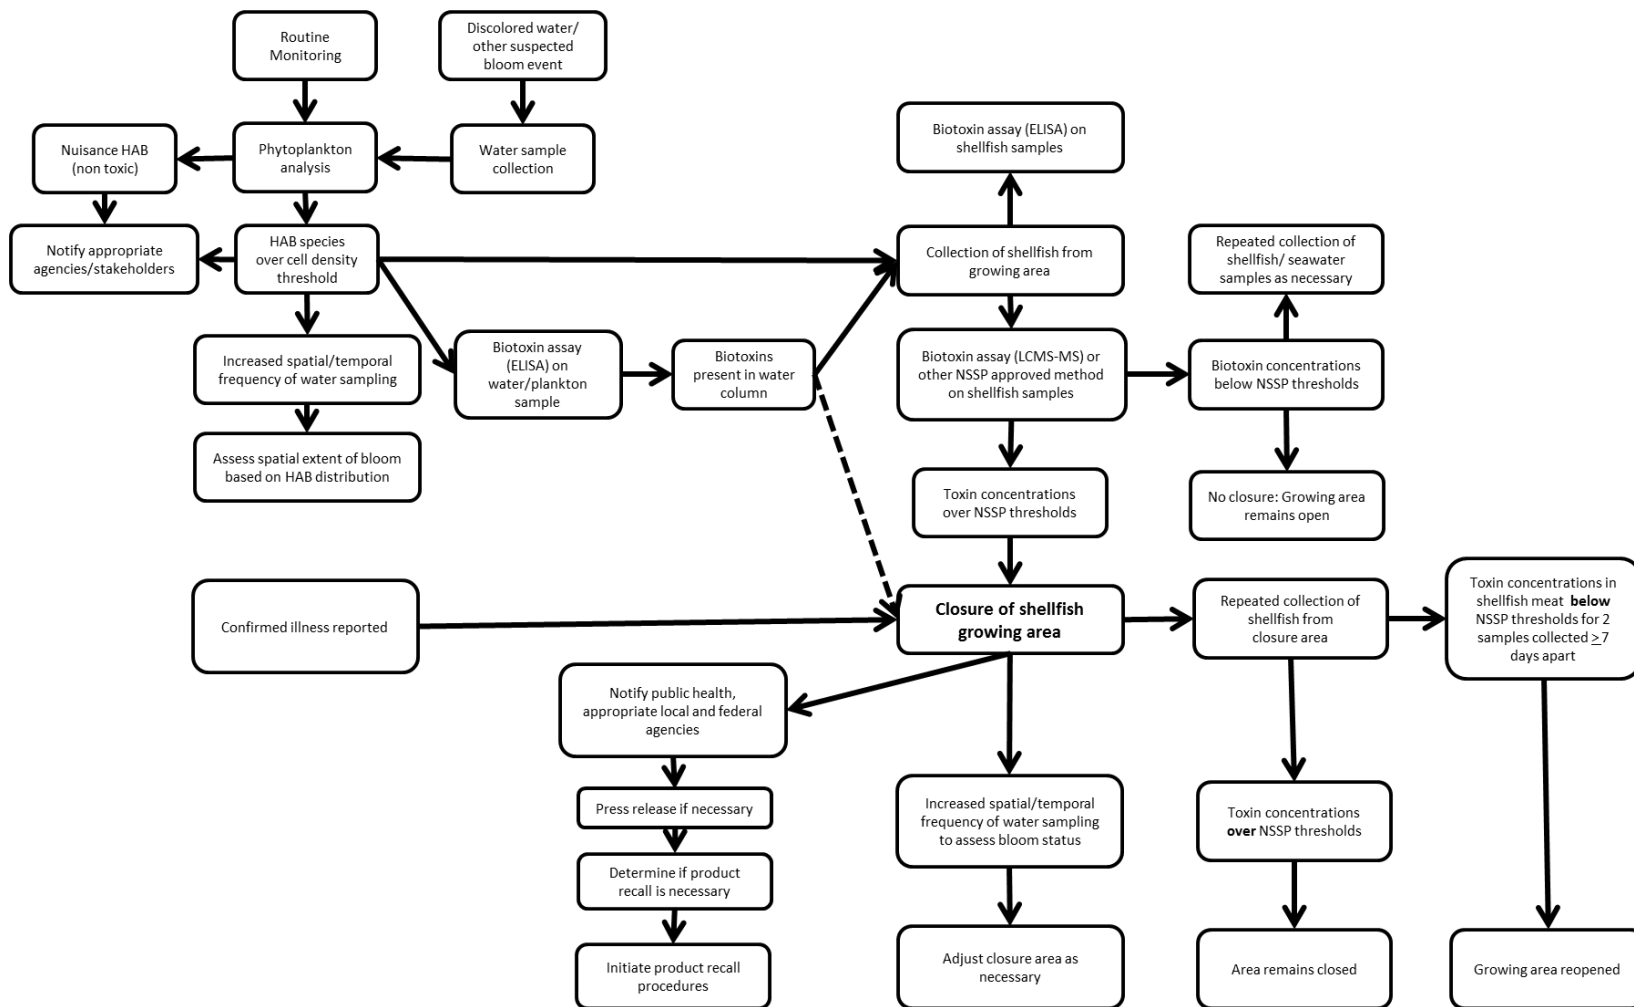 Routine
Monitoring
Discolored water/
other suspected
bloom event
Nuisance HAB
(non toxic)
Phytoplankton
analysis
Water sample
collection
Biotoxin assay (ELISA) on
shellfish samples
Notify appropriate
agencies/stakeholders
HAB species
over cell density
threshold
Collection of shellfish from
growing area
Repeated collection of
shellfish/ seawater
samples as necessary
Increased spatial/temporal
frequency of water sampling
Biotoxin assay
(ELISA) on
water/plankton
sample
Biotoxins
present in water
column
Biotoxin assay (LCMS-MS) or
other NSSP approved method
on shellfish samples
Biotoxin concentrations
below NSSP thresholds
Assess spatial extent of bloom
based on HAB distribution
Toxin concentrations
over NSSP thresholds
No closure: Growing area
remains open
Confirmed illness reported
Closure of shellfish
growing area
Repeated collection of
shellfish from
closure area
Toxin concentrations in
shellfish meat below
NSSP thresholds for 2
samples collected ≥ 7
days apart
Notify public health,
appropriate local and federal
agencies
Press release if necessary
Determine if product
recall is necessary
Initiate product recall
procedures
Increased spatial/temporal
frequency of water sampling
to assess bloom status
Adjust closure area as
necessary
Toxin concentrations
over NSSP thresholds
Area remains closed
Growing area reopened